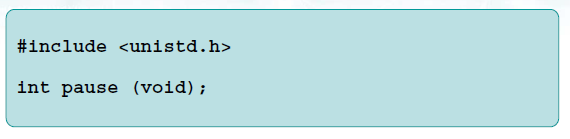 #include <unistd.h>
int pause (void);